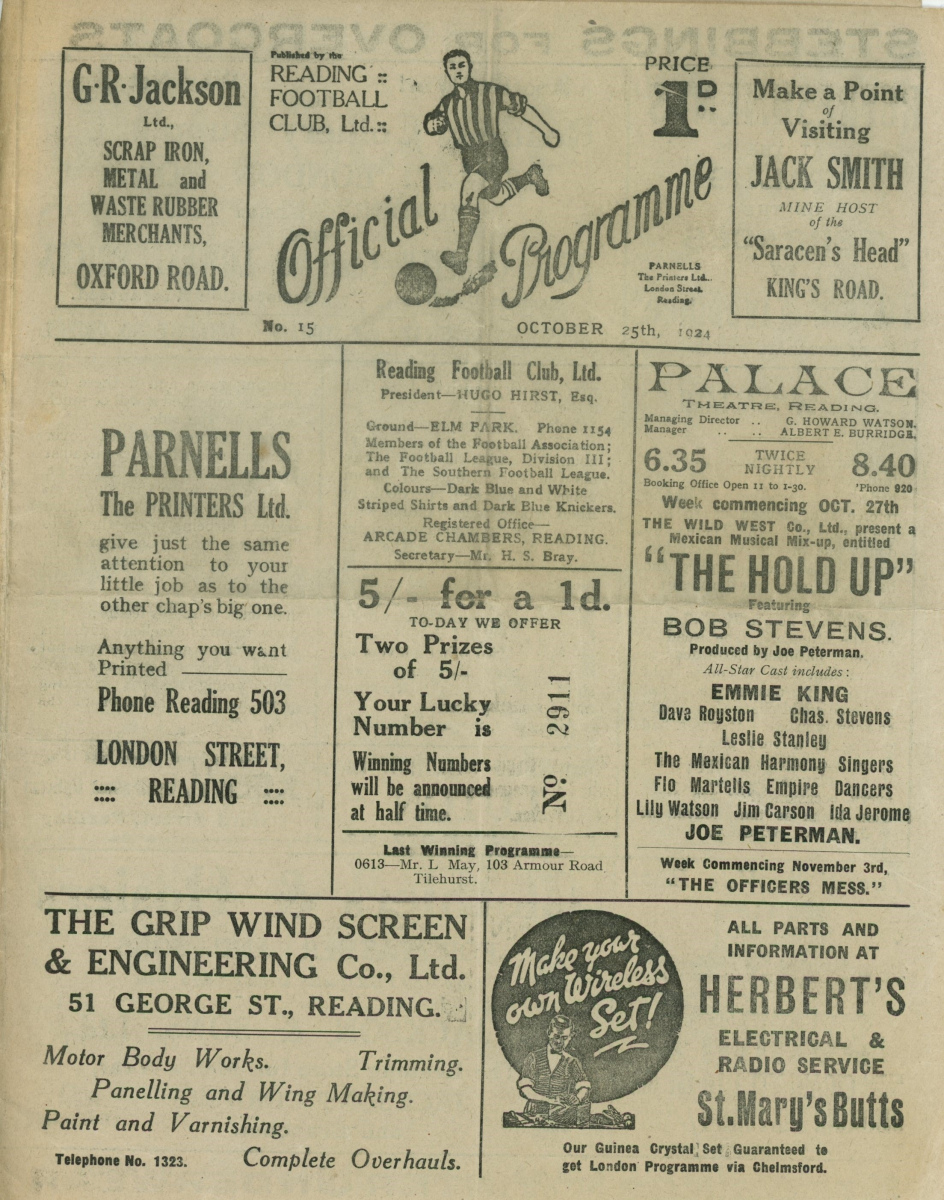 G·R·Jackson
Ltd.,
SCRAP IRON,
METAL and
WASTE RUBBER
MERCHANTS,
OXFORD ROAD.
Published by the
READING ::
FOOTBALL
CLUB, Ltd.::
PRICE
1D
Official Programme
PARNELLS
The Printers Ltd..
London Street,
Reading.
No. 15
OCTOBER 25th, 1924
Make a Point
of
Visiting
JACK SMITH
MINE HOST
of the
"Saracen's Head"
KING'S ROAD.
PARNELLS
The PRINTERS Ltd.
give just the same
attention to your
little job as to the
other chap's big one.
Anything you want
Printed
Phone Reading 503
LONDON STREET,
:::: READING ::::
Reading Football Club, Ltd.
President—HUGO HIRST, Esq.
Ground—ELM PARK. Phone 1154
Members of the Football Association;
The Football League, Division III;
and The Southern Football League.
Colours—Dark Blue and White
Striped Shirts and Dark Blue Knickers.
Registered Office—
ARCADE CHAMBERS, READING.
Secretary—Mr. H. S. Bray.
5/- for a 1d.
TO-DAY WE OFFER
Two Prizes
of 5/-
Your Lucky
Number is
Winning Numbers
will be announced
at half time.
No. 2911
Last Winning Programme—
0613—Mr. L. May, 103 Armour Road
Tilehurst.
PALACE
THEATRE, READING.
Managing Director .. G. HOWARD WATSON.
Manager .. .. ALBERT E. BURRIDGE.
6.35 TWICE NIGHTLY 8.40
Booking Office Open 11 to 1-30. 'Phone 920
Week commencing OCT. 27th
THE WILD WEST Co., Ltd., present a
Mexican Musical Mix-up, entitled
"THE HOLD UP"
Featuring
BOB STEVENS.
Produced by Joe Peterman.
All-Star Cast includes:
EMMIE KING
Dave Royston Chas. Stevens
Leslie Stanley
The Mexican Harmony Singers
Flo Martells Empire Dancers
Lily Watson Jim Carson Ida Jerome
JOE PETERMAN.
Week Commencing November 3rd,
"THE OFFICERS MESS."
THE GRIP WIND SCREEN
& ENGINEERING Co., Ltd.
51 GEORGE ST., READING.
Motor Body Works. Trimming.
Panelling and Wing Making.
Paint and Varnishing.
Telephone No. 1323. Complete Overhauls.
Make your
own Wireless
Set!
ALL PARTS AND
INFORMATION AT
HERBERT'S
ELECTRICAL &
RADIO SERVICE
St. Mary's Butts
Our Guinea Crystal Set Guaranteed to
get London Programme via Chelmsford.